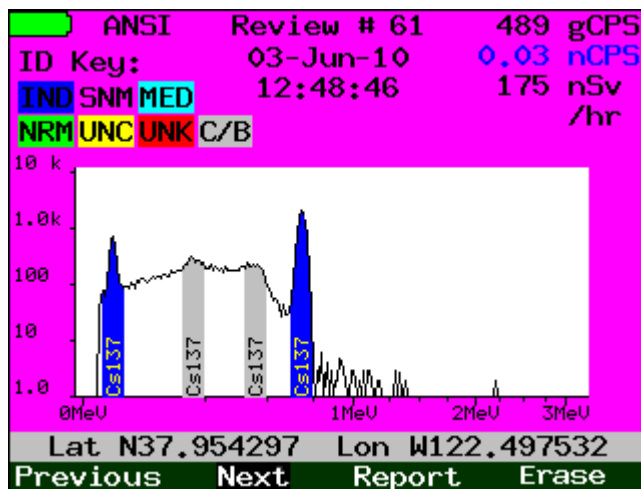 ANSI Review # 61 489 gCPS
ID Key: 03-Jun-10 0.03 nCPS
IND SNM MED 12:48:46 175 nSv
/hr
NRM UNC UNK C/B
10 k
1.0k
100
10
1.0
Cs137 Cs137 Cs137 Cs137
0MeV 1MeV 2MeV 3MeV
Lat N37.954297 Lon W122.497532
Previous Next Report Erase